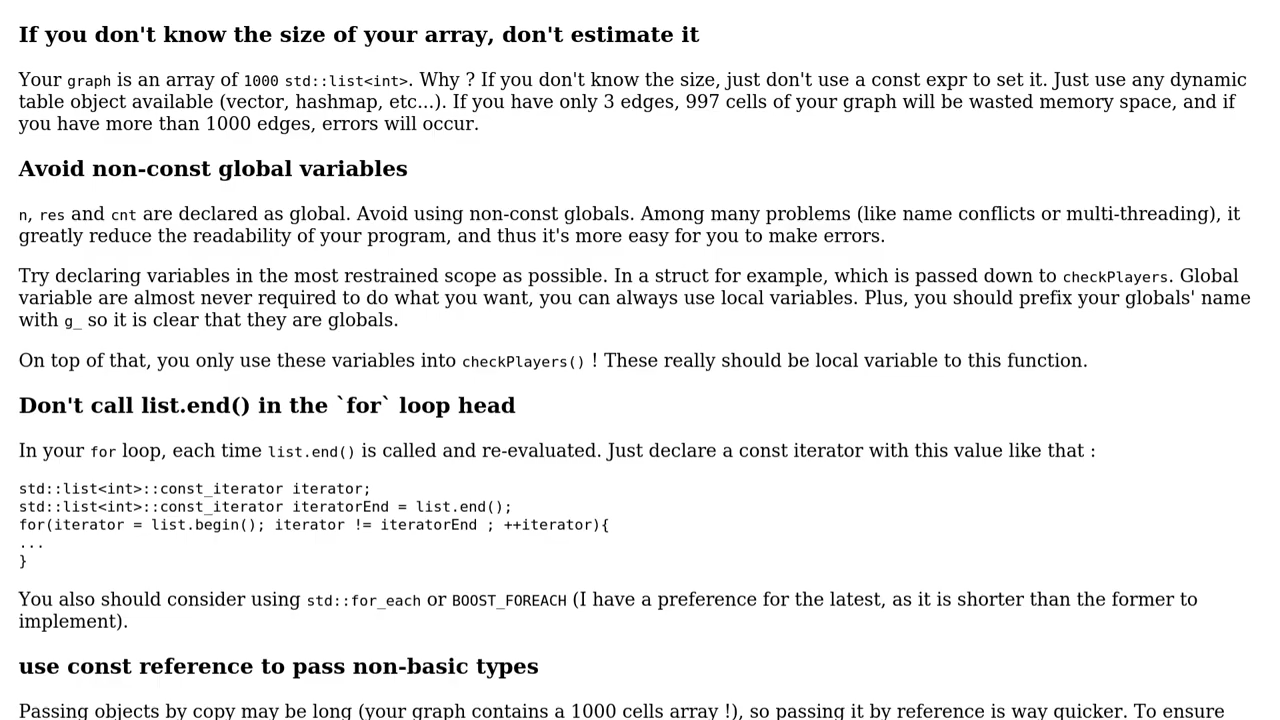 If you don't know the size of your array, don't estimate it
Your graph is an array of 1000 std::list<int>. Why ? If you don't know the size, just don't use a const expr to set it. Just use any dynamic
table object available (vector, hashmap, etc...). If you have only 3 edges, 997 cells of your graph will be wasted memory space, and if
you have more than 1000 edges, errors will occur.
Avoid non-const global variables
n, res and cnt are declared as global. Avoid using non-const globals. Among many problems (like name conflicts or multi-threading), it
greatly reduce the readability of your program, and thus it's more easy for you to make errors.
Try declaring variables in the most restrained scope as possible. In a struct for example, which is passed down to checkPlayers. Global
variable are almost never required to do what you want, you can always use local variables. Plus, you should prefix your globals' name
with g_ so it is clear that they are globals.
On top of that, you only use these variables into checkPlayers() ! These really should be local variable to this function.
Don't call list.end() in the `for` loop head
In your for loop, each time list.end() is called and re-evaluated. Just declare a const iterator with this value like that :
std::list<int>::const_iterator iterator;
std::list<int>::const_iterator iteratorEnd = list.end();
for(iterator = list.begin(); iterator != iteratorEnd ; ++iterator){
...
}
You also should consider using std::for_each or BOOST_FOREACH (I have a preference for the latest, as it is shorter than the former to
implement).
use const reference to pass non-basic types
Passing objects by copy may be long (your graph contains a 1000 cells array !), so passing it by reference is way quicker. To ensure